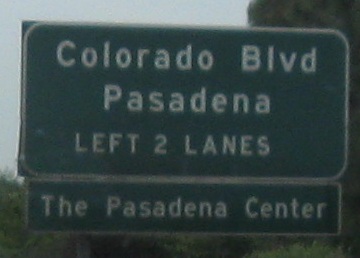 Colorado Blvd
Pasadena
LEFT 2 LANES
The Pasadena Center